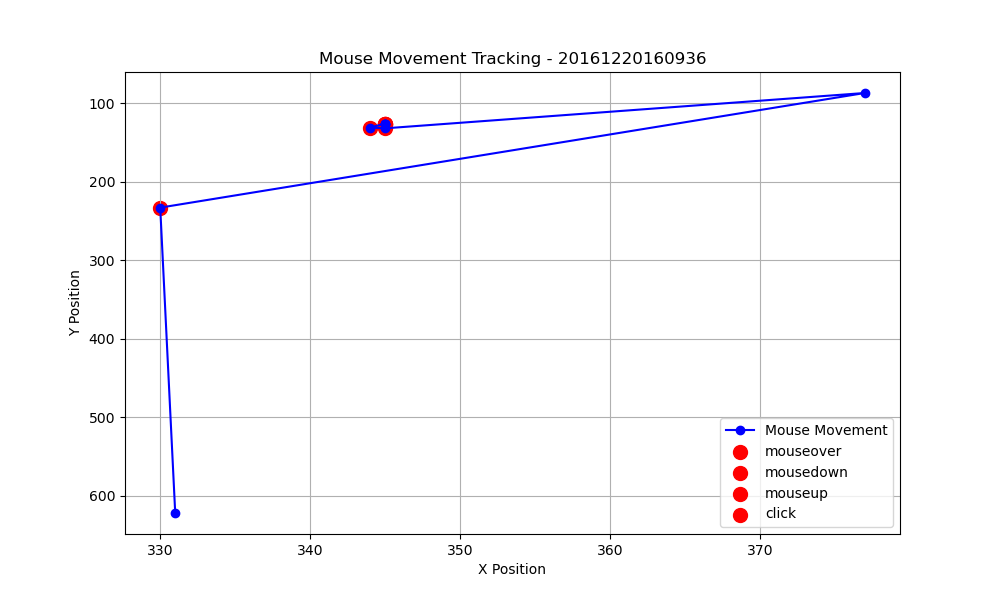 Mouse Movement Tracking - 20161220160936
100
200
300
400
500
600
Y Position
330
340
350
360
370
X Position
Mouse Movement
mouseover
mousedown
mouseup
click